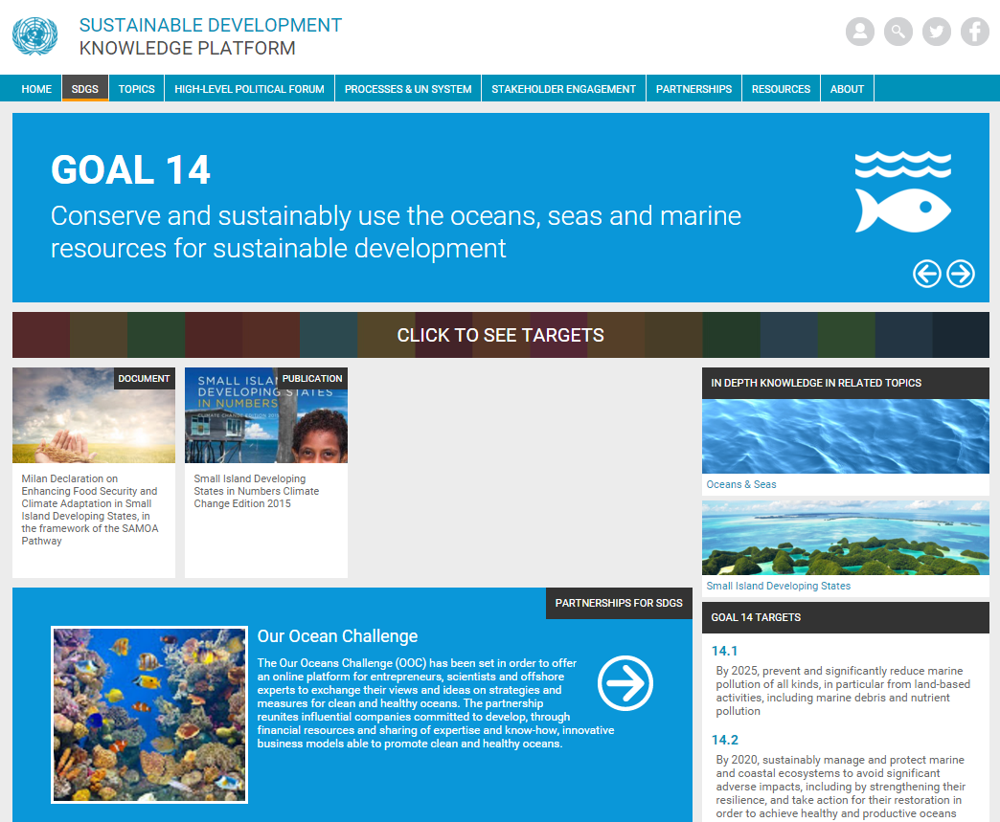 SUSTAINABLE DEVELOPMENT
KNOWLEDGE PLATFORM
HOME
SDGS
TOPICS
HIGH-LEVEL POLITICAL FORUM
PROCESSES & UN SYSTEM
STAKEHOLDER ENGAGEMENT
PARTNERSHIPS
RESOURCES
ABOUT
GOAL 14
Conserve and sustainably use the oceans, seas and marine
resources for sustainable development
CLICK TO SEE TARGETS
DOCUMENT
Milan Declaration on
Enhancing Food Security and
Climate Adaptation in Small
Island Developing States, in
the framework of the SAMOA
Pathway
PUBLICATION
SMALL ISLAN
DEVELOPING STATES
IN NUMBERS
CLIMATE CHANGE EDITION 2015
Small Island Developing
States in Numbers Climate
Change Edition 2015
IN DEPTH KNOWLEDGE IN RELATED TOPICS
Oceans & Seas
Small Island Developing States
PARTNERSHIPS FOR SDGS
Our Ocean Challenge
The Our Oceans Challenge (OOC) has been set in order to offer
an online platform for entrepreneurs, scientists and offshore
experts to exchange their views and ideas on strategies and
measures for clean and healthy oceans. The partnership
reunites influential companies committed to develop, through
financial resources and sharing of expertise and know-how, innovative
business models able to promote clean and healthy oceans.
GOAL 14 TARGETS
14.1
By 2025, prevent and significantly reduce marine
pollution of all kinds, in particular from land-based
activities, including marine debris and nutrient
pollution
14.2
By 2020, sustainably manage and protect marine
and coastal ecosystems to avoid significant
adverse impacts, including by strengthening their
resilience, and take action for their restoration in
order to achieve healthy and productive oceans